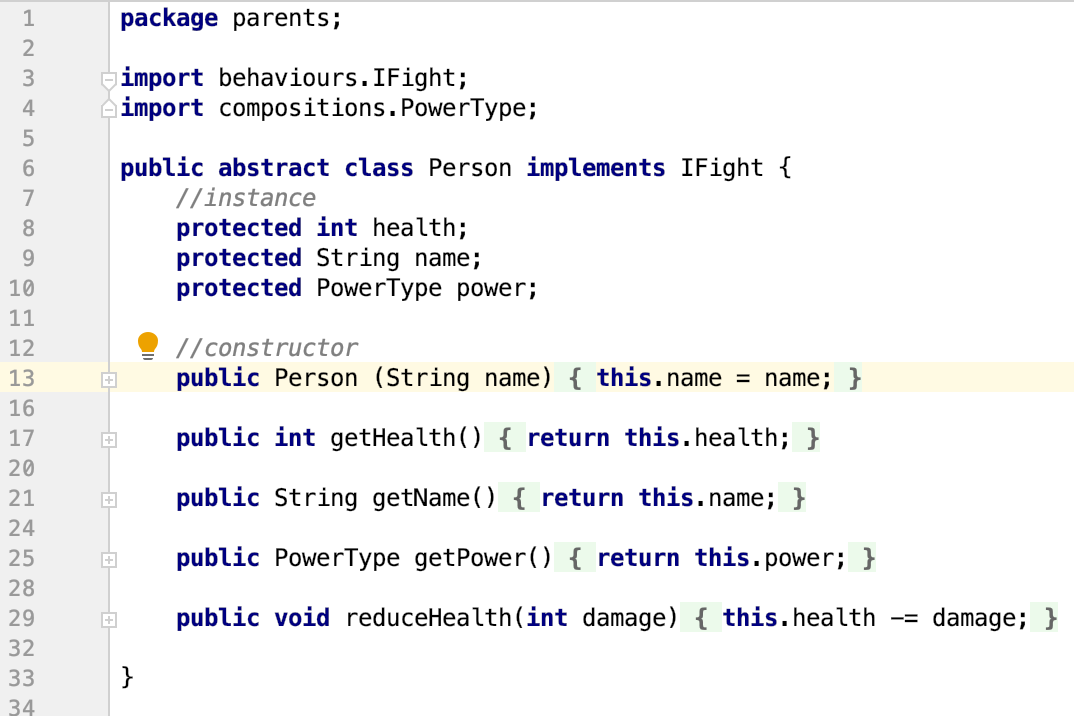 1 package parents;
2
3 import behaviours.IFight;
4 import compositions.PowerType;
5
6 public abstract class Person implements IFight {
7 //instance
8 protected int health;
9 protected String name;
10 protected PowerType power;
11
12 //constructor
13 public Person (String name) { this.name = name; }
16
17 public int getHealth() { return this.health; }
20
21 public String getName() { return this.name; }
24
25 public PowerType getPower() { return this.power; }
28
29 public void reduceHealth(int damage) { this.health -= damage; }
32
33 }
34